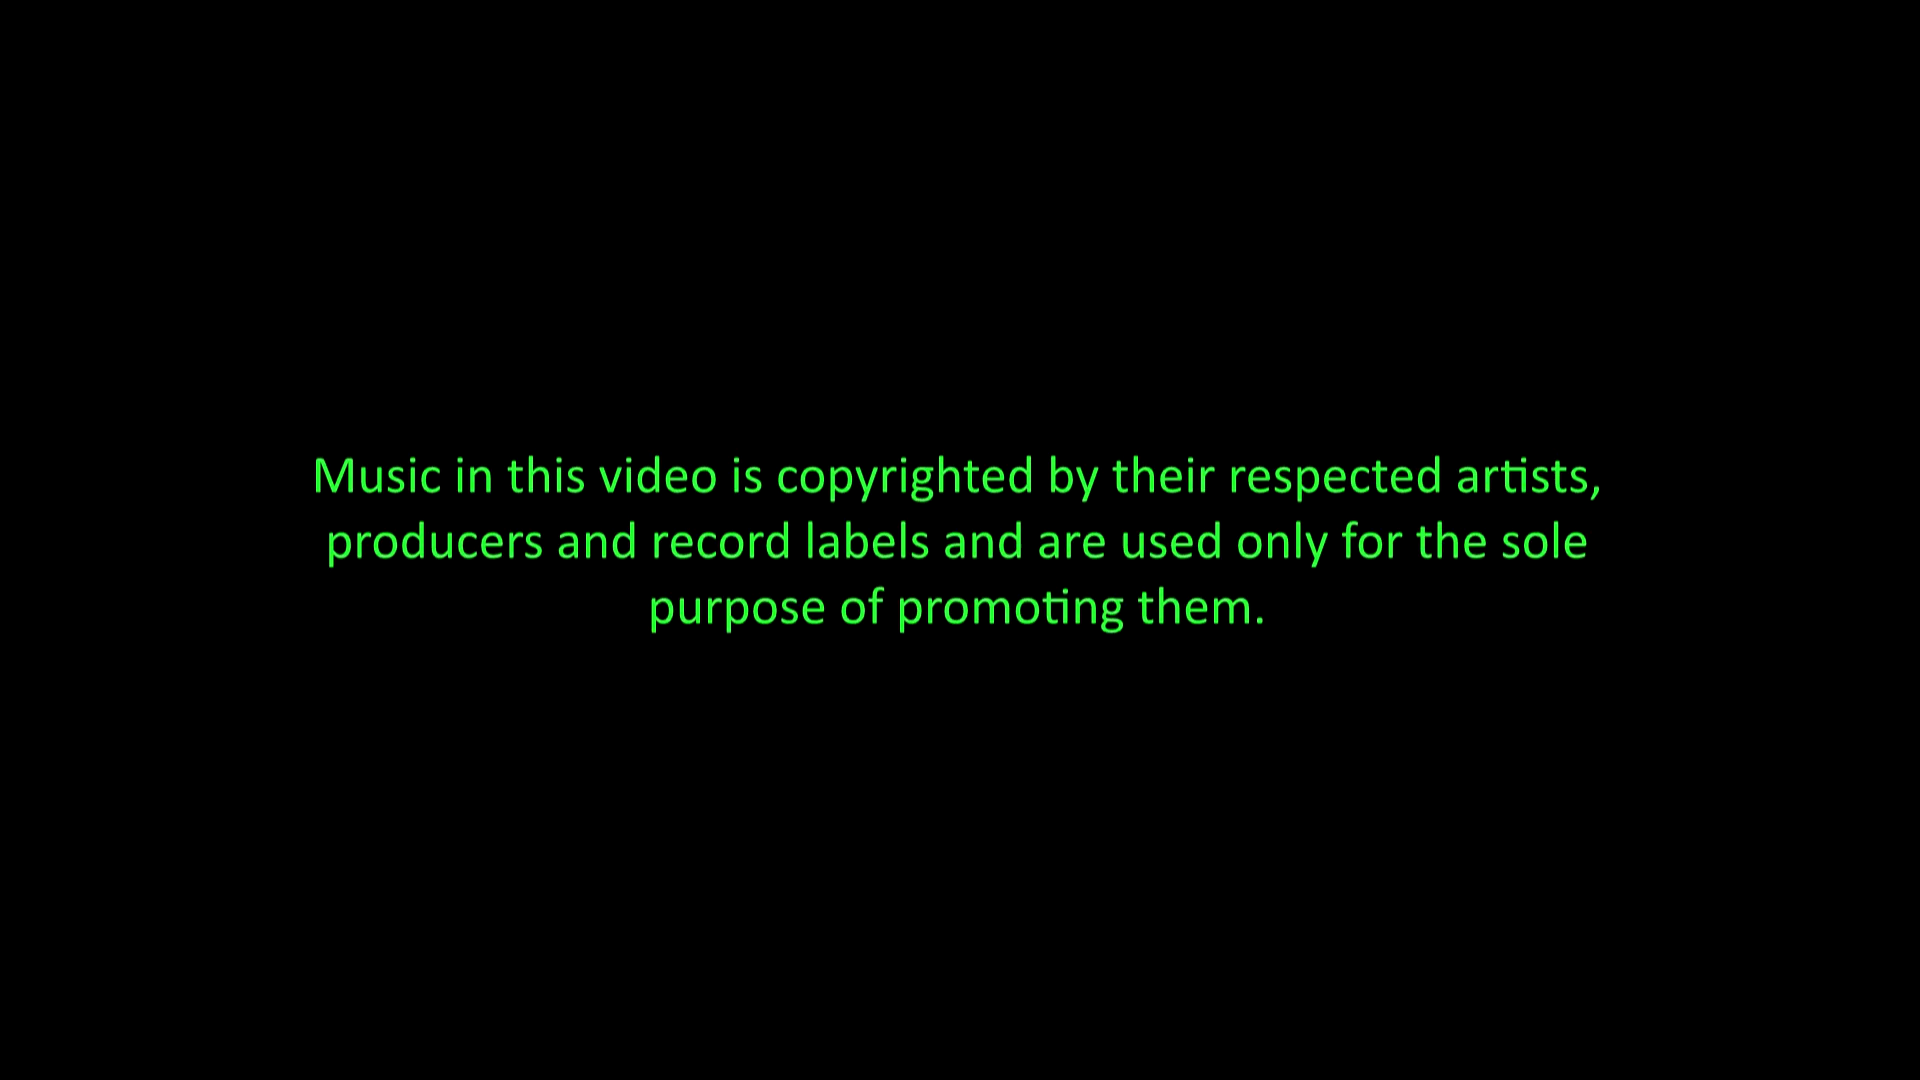 Music in this video is copyrighted by their respected artists,
producers and record labels and are used only for the sole
purpose of promoting them.